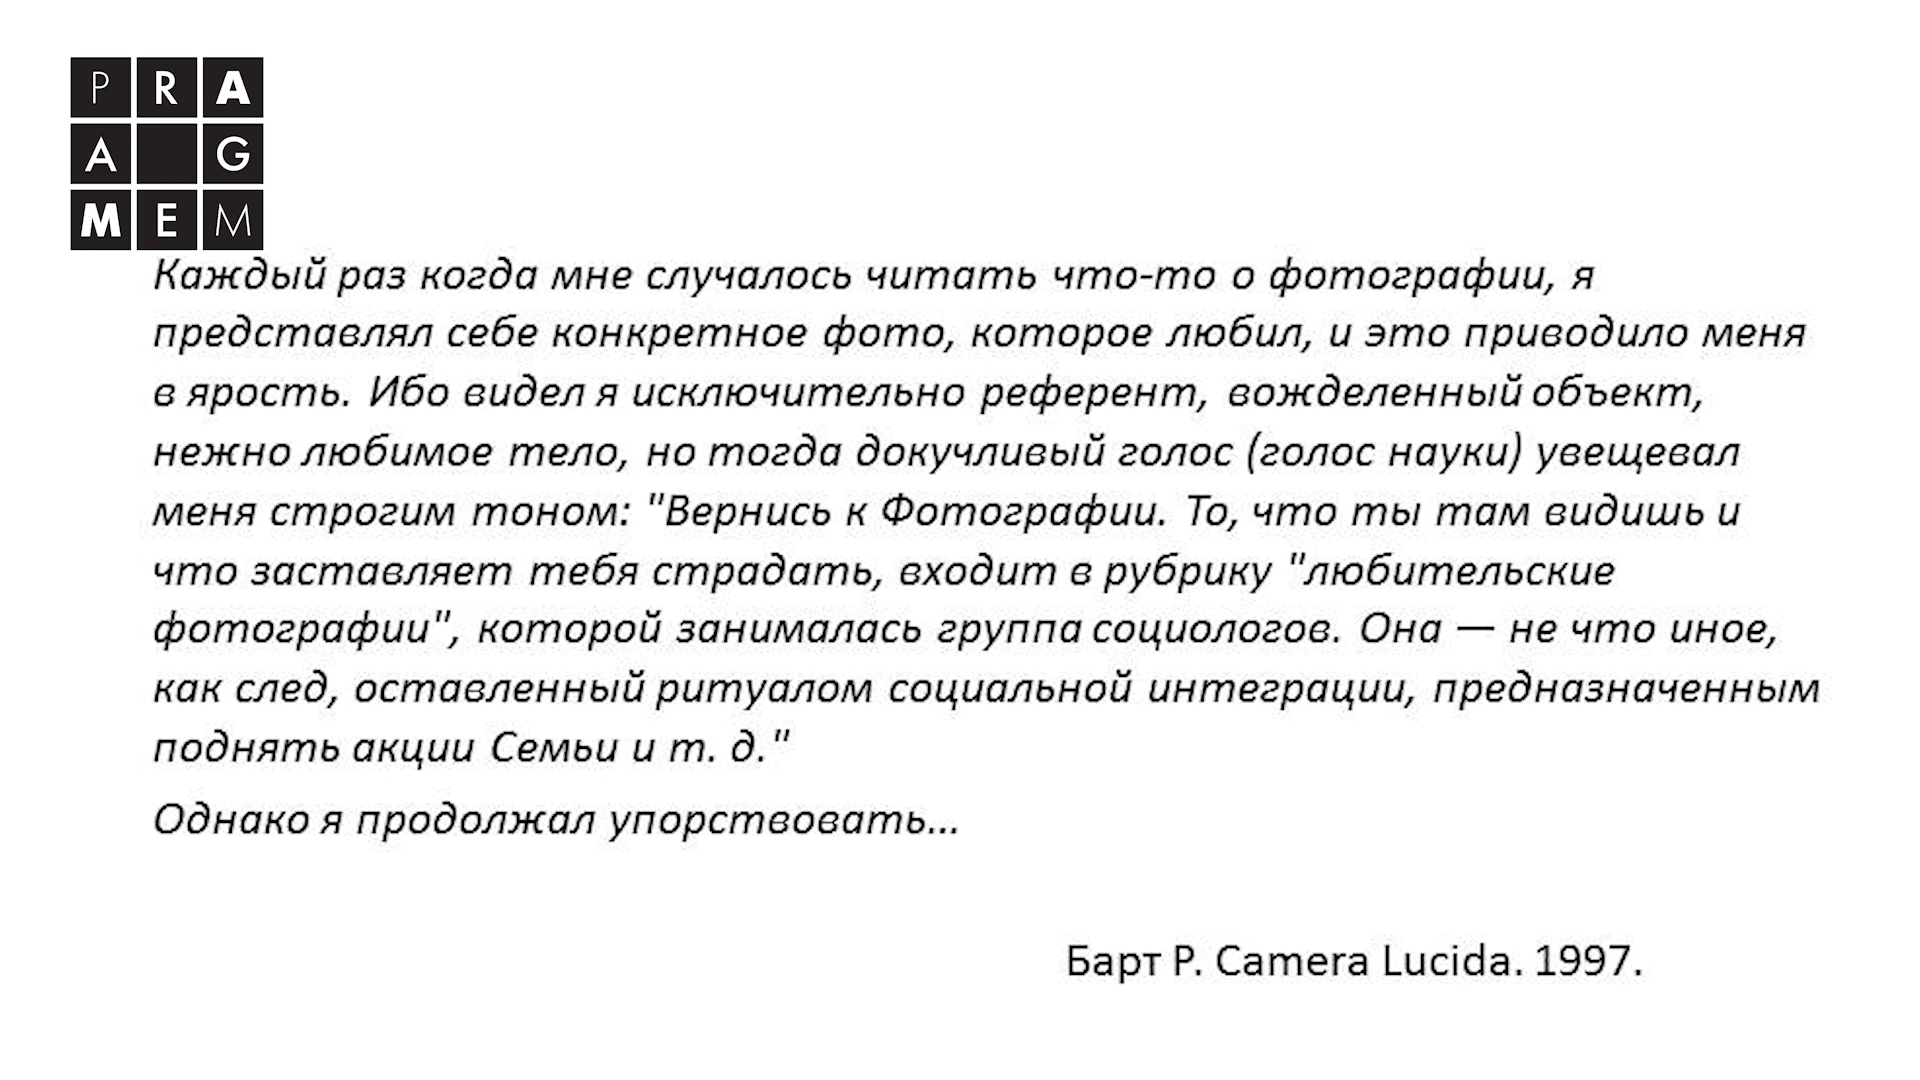 P R A
A G
M E M
Каждый раз когда мне случалось читать что-то о фотографии, я
представлял себе конкретное фото, которое любил, и это приводило меня
в ярость. Ибо видел я исключительно референт, вожделенный объект,
нежно любимое тело, но тогда докучливый голос (голос науки) увещевал
меня строгим тоном: "Вернись к Фотографии. То, что ты там видишь и
что заставляет тебя страдать, входит в рубрику "любительские
фотографии", которой занималась группа социологов. Она — не что иное,
как след, оставленный ритуалом социальной интеграции, предназначенным
поднять акции Семьи и т. д."
Однако я продолжал упорствовать...
Барт Р. Camera Lucida. 1997.